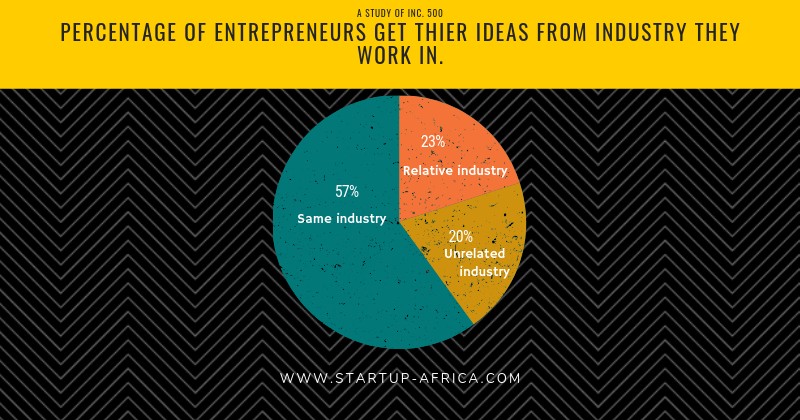 A STUDY OF INC. 500
PERCENTAGE OF ENTREPRENEURS GET THIER IDEAS FROM INDUSTRY THEY
WORK IN.
23%
Relative industry
57%
Same industry
20%
Unrelated
industry
WWW.STARTUP-AFRICA.COM